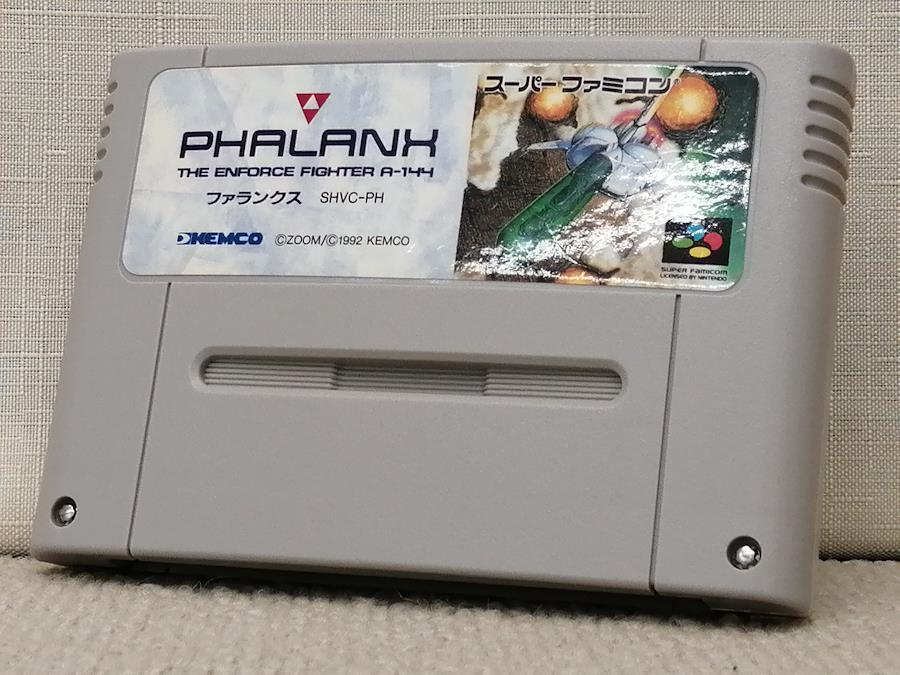 PHALANX
THE ENFORCE FIGHTER A-144
ファランクス SHVC-PH
KEMCO ©ZOOM/©1992 KEMCO
スーパーファミコン®
SUPER FAMICOM
LICENSED BY NINTENDO